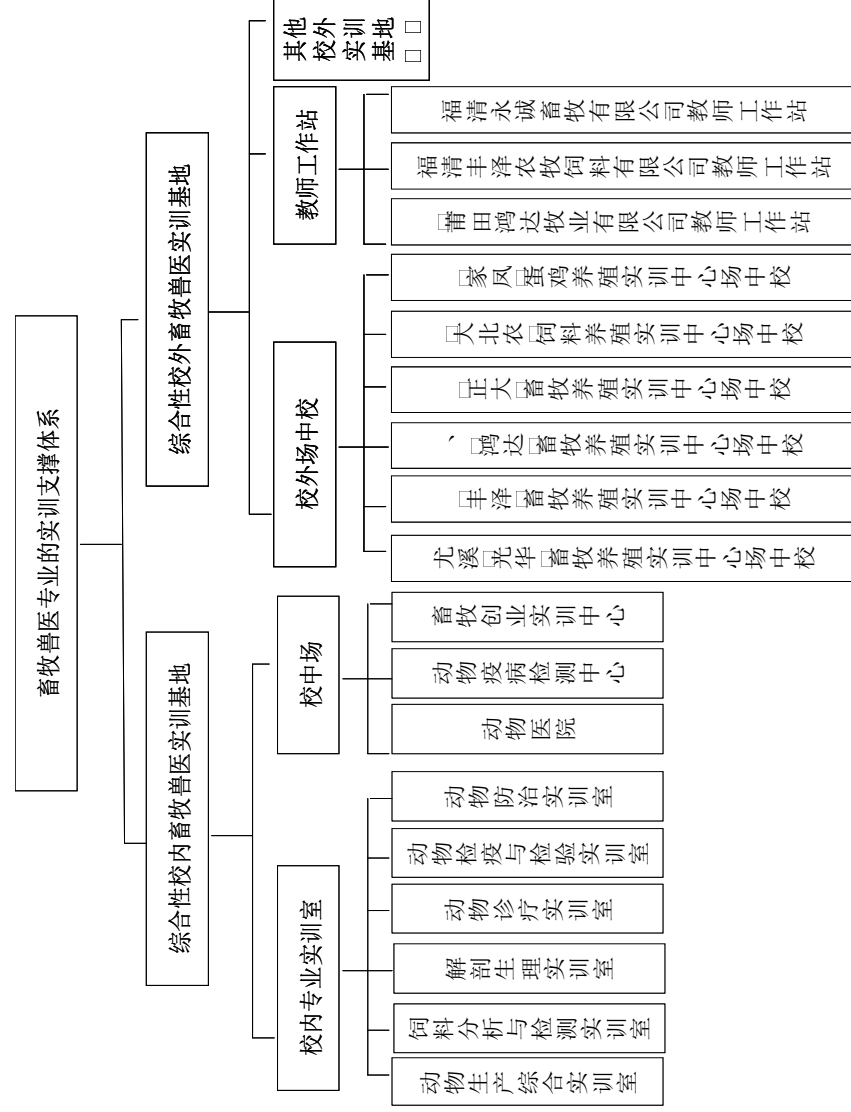 畜牧兽医专业的实训支撑体系
综合性校内畜牧兽医实训基地
综合性校外畜牧兽医实训基地
校内专业实训室
校中场
校外场中校
教师工作站
其他
校外
实训
基地
□□
动物生产综合实训室
饲料分析与检测实训室
解剖生理实训室
动物诊疗实训室
动物检疫与检验实训室
动物防治实训室
动物医院
动物疫病检测中心
畜牧创业实训中心
尤溪□光华□畜牧养殖实训中心场中校
□丰泽□畜牧养殖实训中心场中校
、□鸿达□畜牧养殖实训中心场中校
□正大□畜牧养殖实训中心场中校
□大北农□饲料养殖实训中心场中校
□家凤□蛋鸡养殖实训中心场中校
□莆田鸿达牧业有限公司教师工作站
福清丰泽农牧饲料有限公司教师工作站
福清永诚畜牧有限公司教师工作站